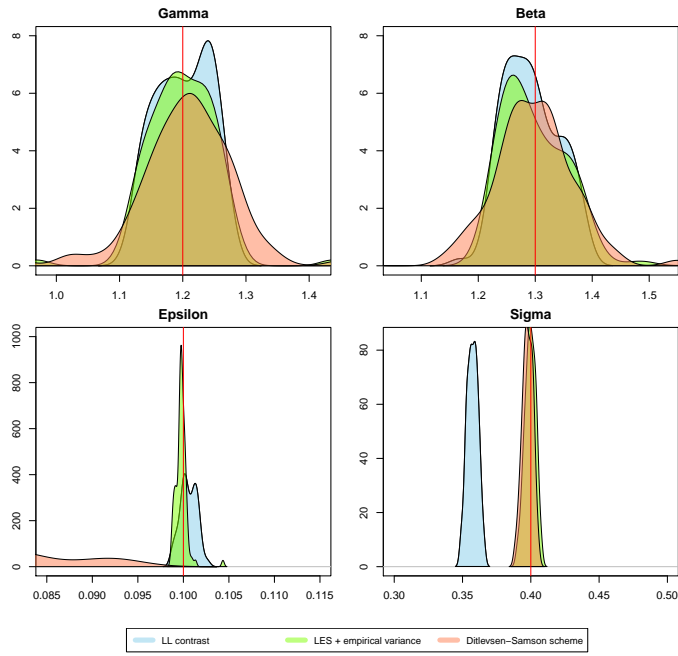 Gamma
Beta
8
6
4
2
0
1.0 1.1 1.2 1.3 1.4
8
6
4
2
0
1.1 1.2 1.3 1.4 1.5
Epsilon
Sigma
1000
800
600
400
200
0
0.085 0.090 0.095 0.100 0.105 0.110 0.115
80
60
40
20
0
0.30 0.35 0.40 0.45 0.50
LL contrast LES + empirical variance Ditlevsen−Samson scheme